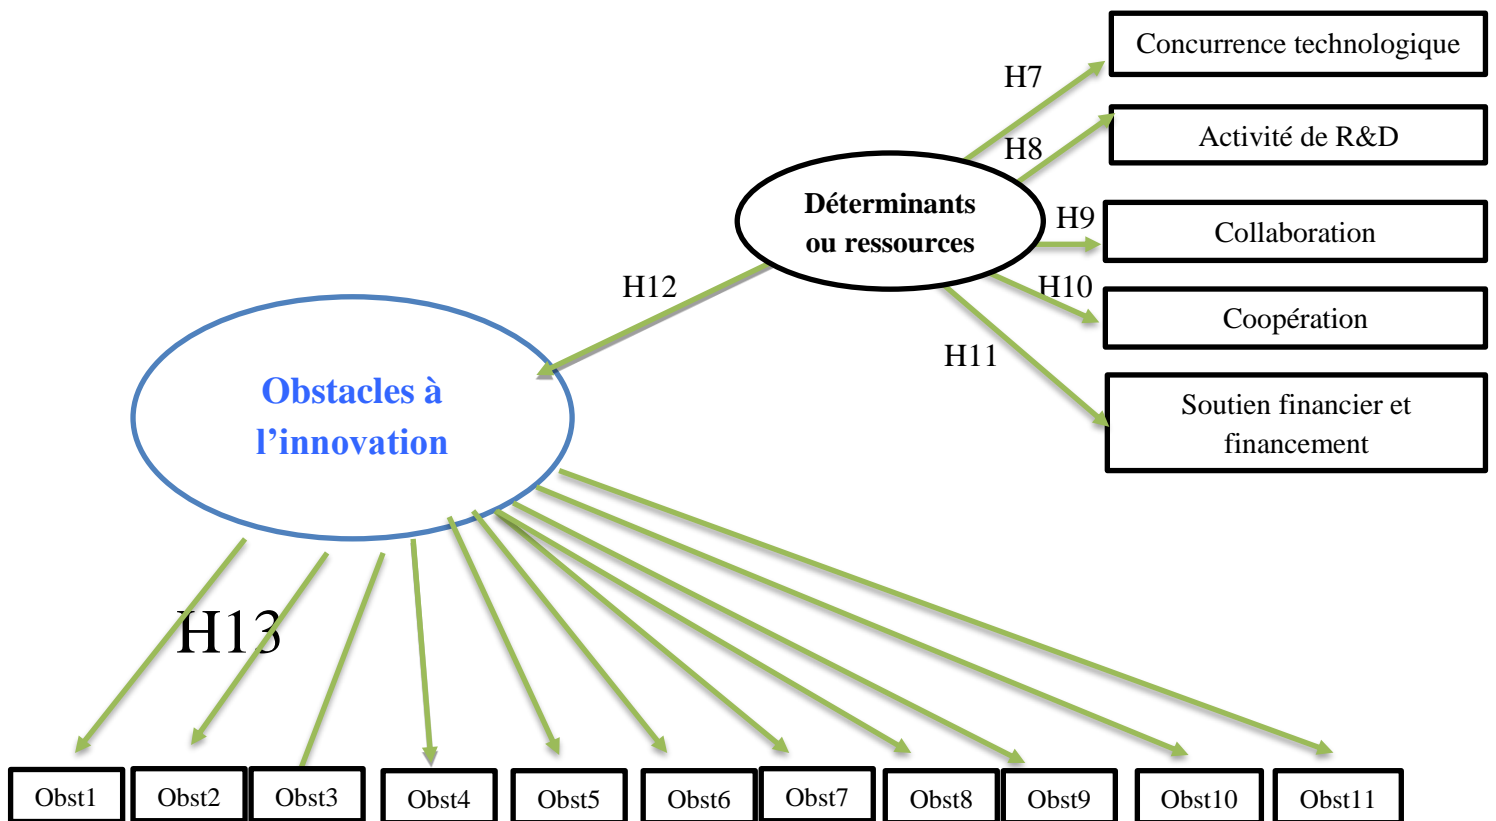 Concurrence technologique
H7
Activité de R&D
H8
Déterminants
ou ressources
H9
Collaboration
H12
H10
Coopération
H11
Soutien financier et
financement
Obstacles à
l’innovation
H13
Obst1
Obst2
Obst3
Obst4
Obst5
Obst6
Obst7
Obst8
Obst9
Obst10
Obst11